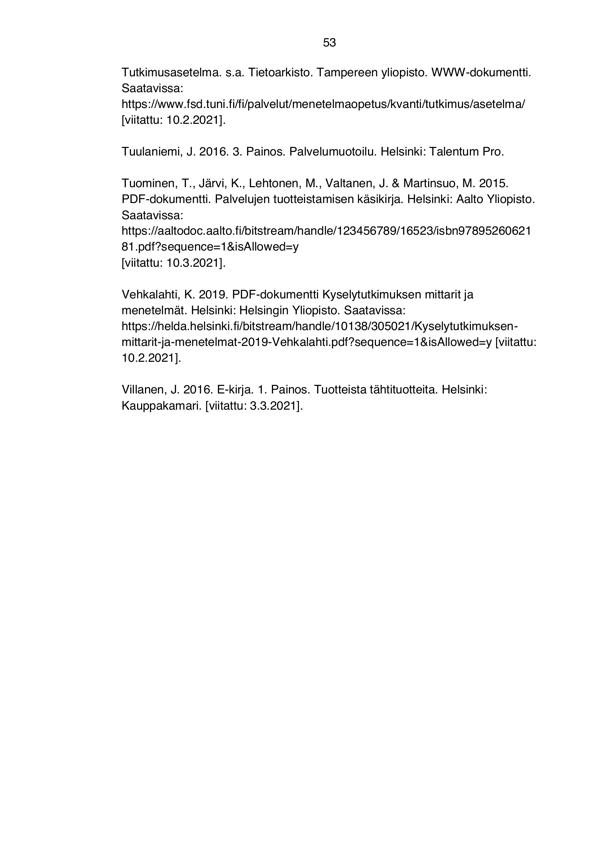 53
Tutkimusasetelma. s.a. Tietoarkisto. Tampereen yliopisto. WWW-dokumentti.
Saatavissa:
https://www.fsd.tuni.fi/fi/palvelut/menetelmaopetus/kvanti/tutkimus/asetelma/
[viitattu: 10.2.2021].
Tuulaniemi, J. 2016. 3. Painos. Palvelumuotoilu. Helsinki: Talentum Pro.
Tuominen, T., Järvi, K., Lehtonen, M., Valtanen, J. & Martinsuo, M. 2015.
PDF-dokumentti. Palvelujen tuotteistamisen käsikirja. Helsinki: Aalto Yliopisto.
Saatavissa:
https://aaltodoc.aalto.fi/bitstream/handle/123456789/16523/isbn97895260621
81.pdf?sequence=1&isAllowed=y
[viitattu: 10.3.2021].
Vehkalahti, K. 2019. PDF-dokumentti Kyselytutkimuksen mittarit ja
menetelmät. Helsinki: Helsingin Yliopisto. Saatavissa:
https://helda.helsinki.fi/bitstream/handle/10138/305021/Kyselytutkimuksen-
mittarit-ja-menetelmat-2019-Vehkalahti.pdf?sequence=1&isAllowed=y [viitattu:
10.2.2021].
Villanen, J. 2016. E-kirja. 1. Painos. Tuotteista tähtituotteita. Helsinki:
Kauppakamari. [viitattu: 3.3.2021].